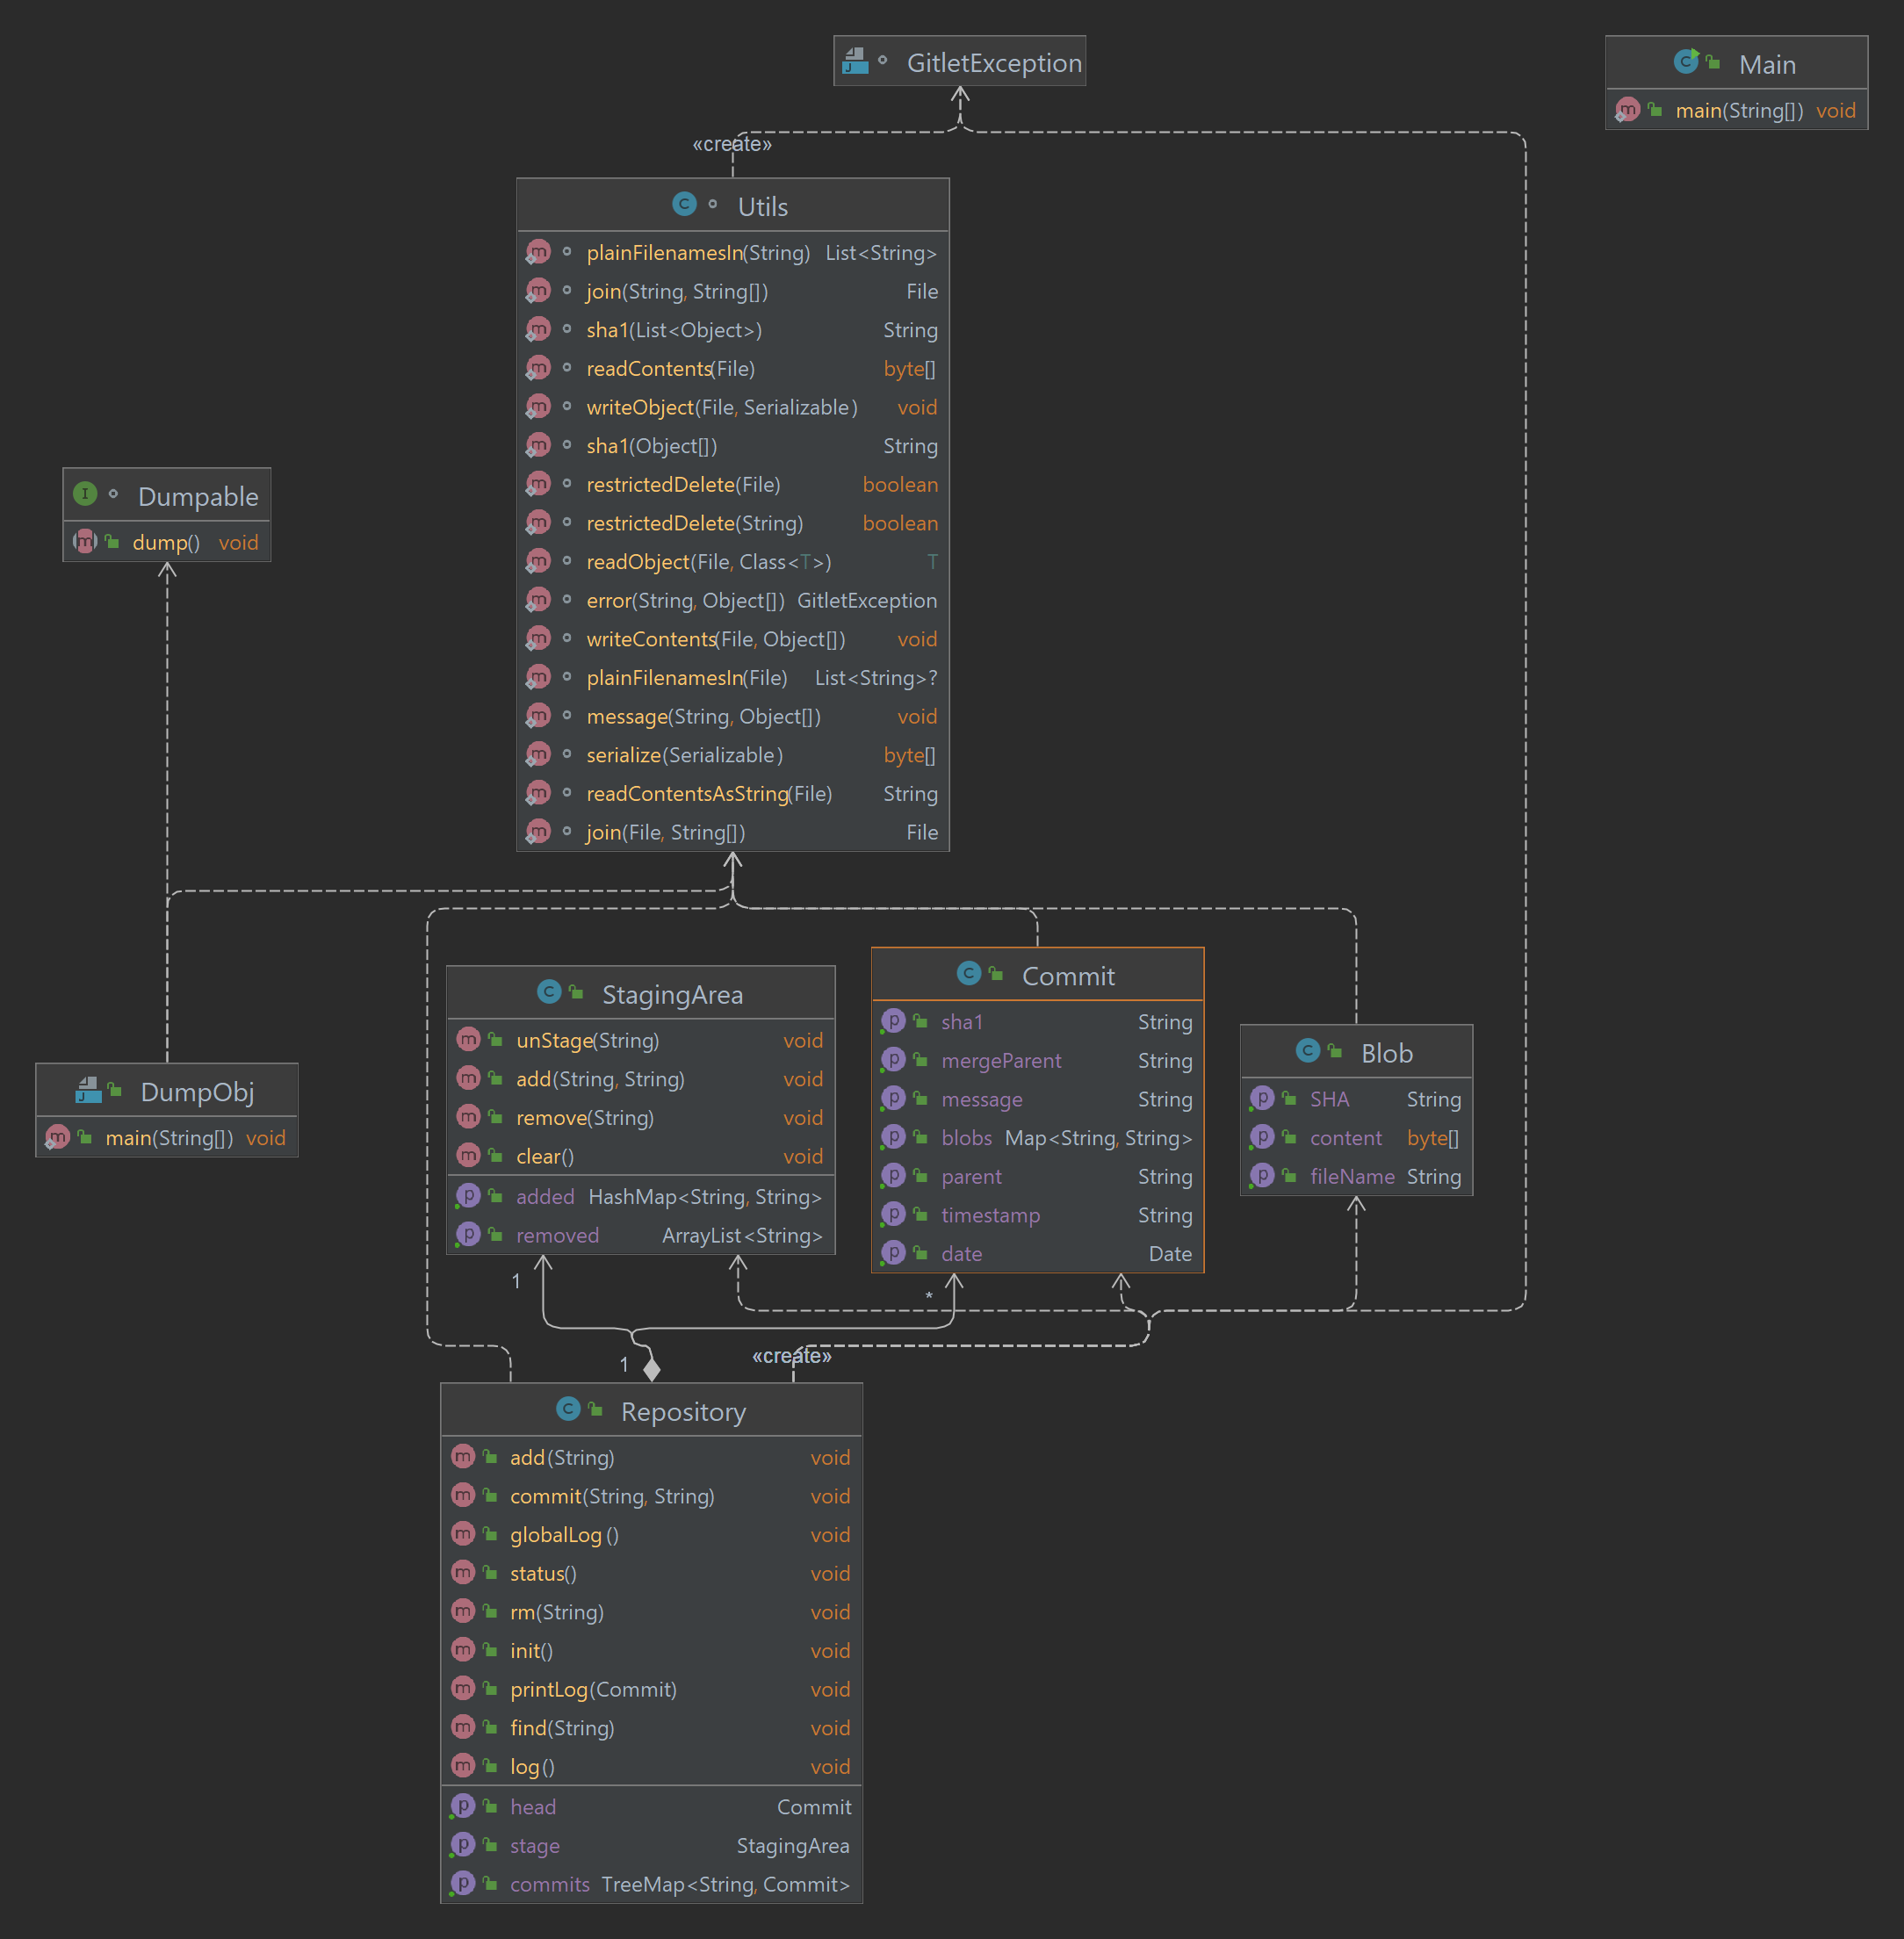 GitletException
Main
main(String[]) void
«create»
Utils
plainFilenamesIn(String) List<String>
join(String, String[]) File
sha1(List<Object>) String
readContents(File) byte[]
writeObject(File, Serializable) void
sha1(Object[]) String
restrictedDelete(File) boolean
restrictedDelete(String) boolean
readObject(File, Class<T>) T
error(String, Object[]) GitletException
writeContents(File, Object[]) void
plainFilenamesIn(File) List<String>?
message(String, Object[]) void
serialize(Serializable) byte[]
readContentsAsString(File) String
join(File, String[]) File
Dumpable
dump() void
DumpObj
main(String[]) void
StagingArea
unStage(String) void
add(String, String) void
remove(String) void
clear() void
added HashMap<String, String>
removed ArrayList<String>
Commit
sha1 String
mergeParent String
message String
blobs Map<String, String>
parent String
timestamp String
date Date
Blob
SHA String
content byte[]
fileName String
1
*
1
«create»
Repository
add(String) void
commit(String, String) void
globalLog() void
status() void
rm(String) void
init() void
printLog(Commit) void
find(String) void
log() void
head Commit
stage StagingArea
commits TreeMap<String, Commit>